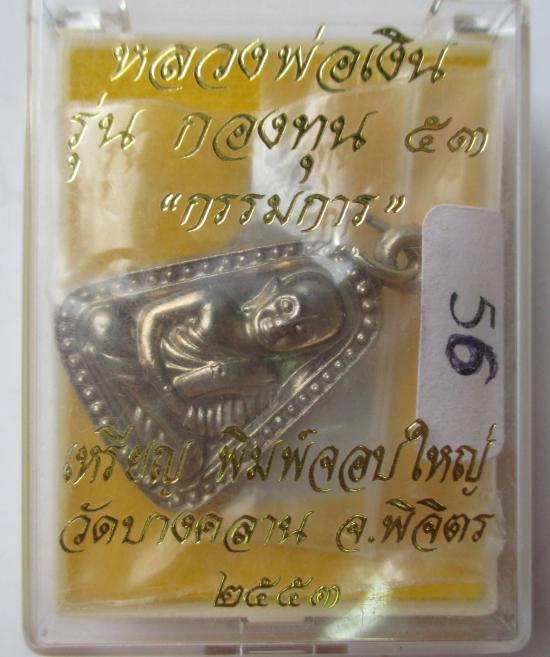 หลวงพ่อเงิน
รุ่น กองทุน ๕๓
“กรรมการ”
56
เหรียญ พิมพ์จอบใหญ่
วัดบางคลาน จ.พิจิตร
๒๕๕๓